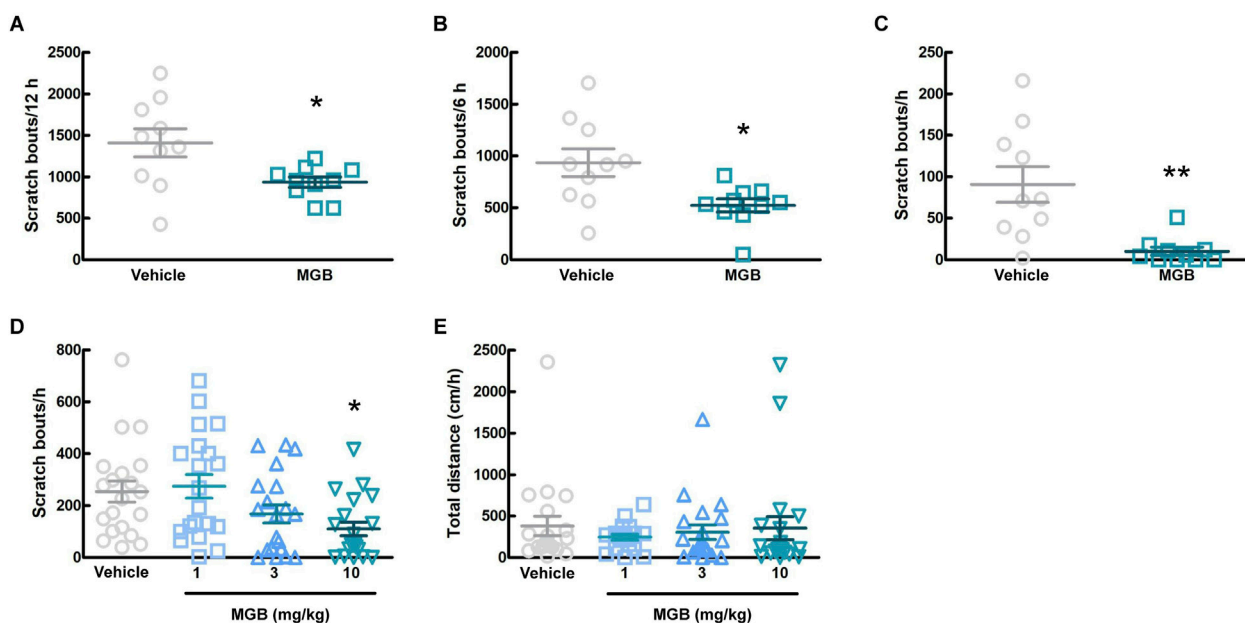 A
Scratch bouts/12 h
2500
2000
1500
1000
500
0
*
Vehicle
MGB
B
Scratch bouts/6 h
2000
1500
1000
500
0
*
Vehicle
MGB
C
Scratch bouts/h
250
200
150
100
50
0
**
Vehicle
MGB
D
Scratch bouts/h
800
600
400
200
0
*
Vehicle
1
3
10
MGB (mg/kg)
E
Total distance (cm/h)
2500
2000
1500
1000
500
0
Vehicle
1
3
10
MGB (mg/kg)